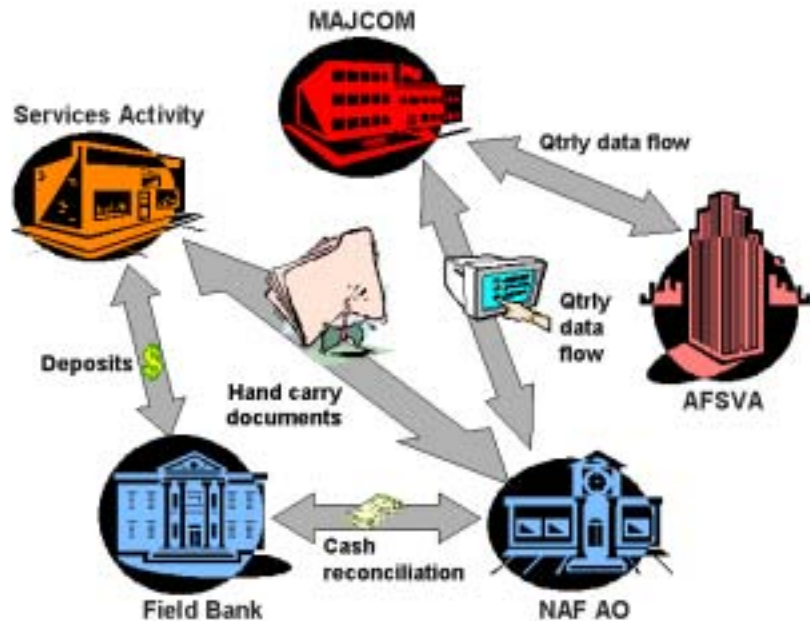 MAJCOM
Services Activity
Qtrly data flow
Qtrly
data
flow
Deposits
$
Hand carry
documents
AFSVA
Cash
reconciliation
Field Bank
NAF AO